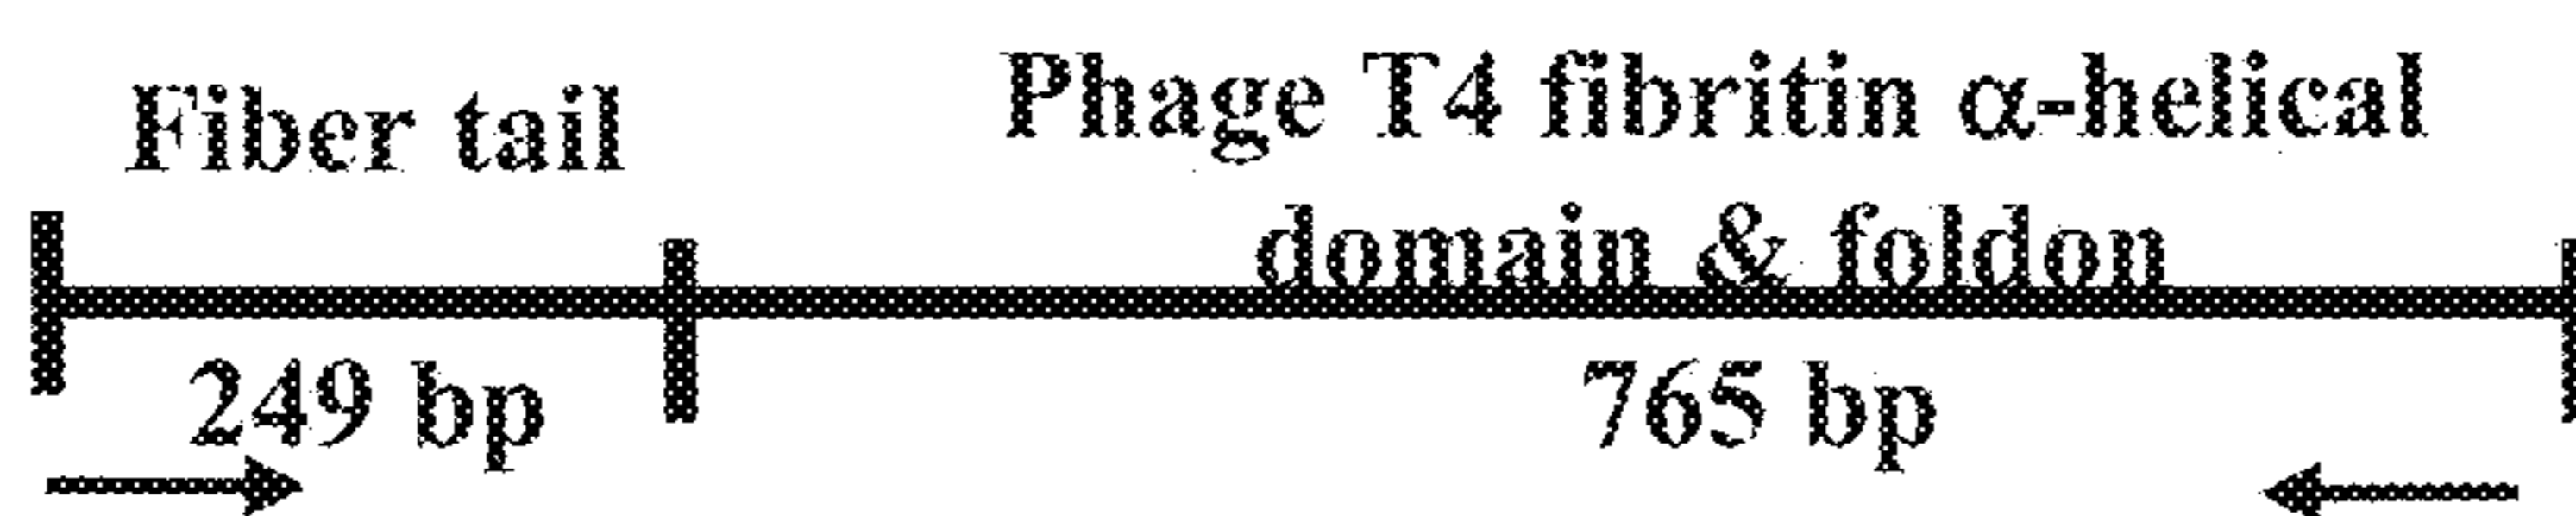 Fiber tail
Phage T4 fibritin α-helical
domain & foldon
249 bp
765 bp